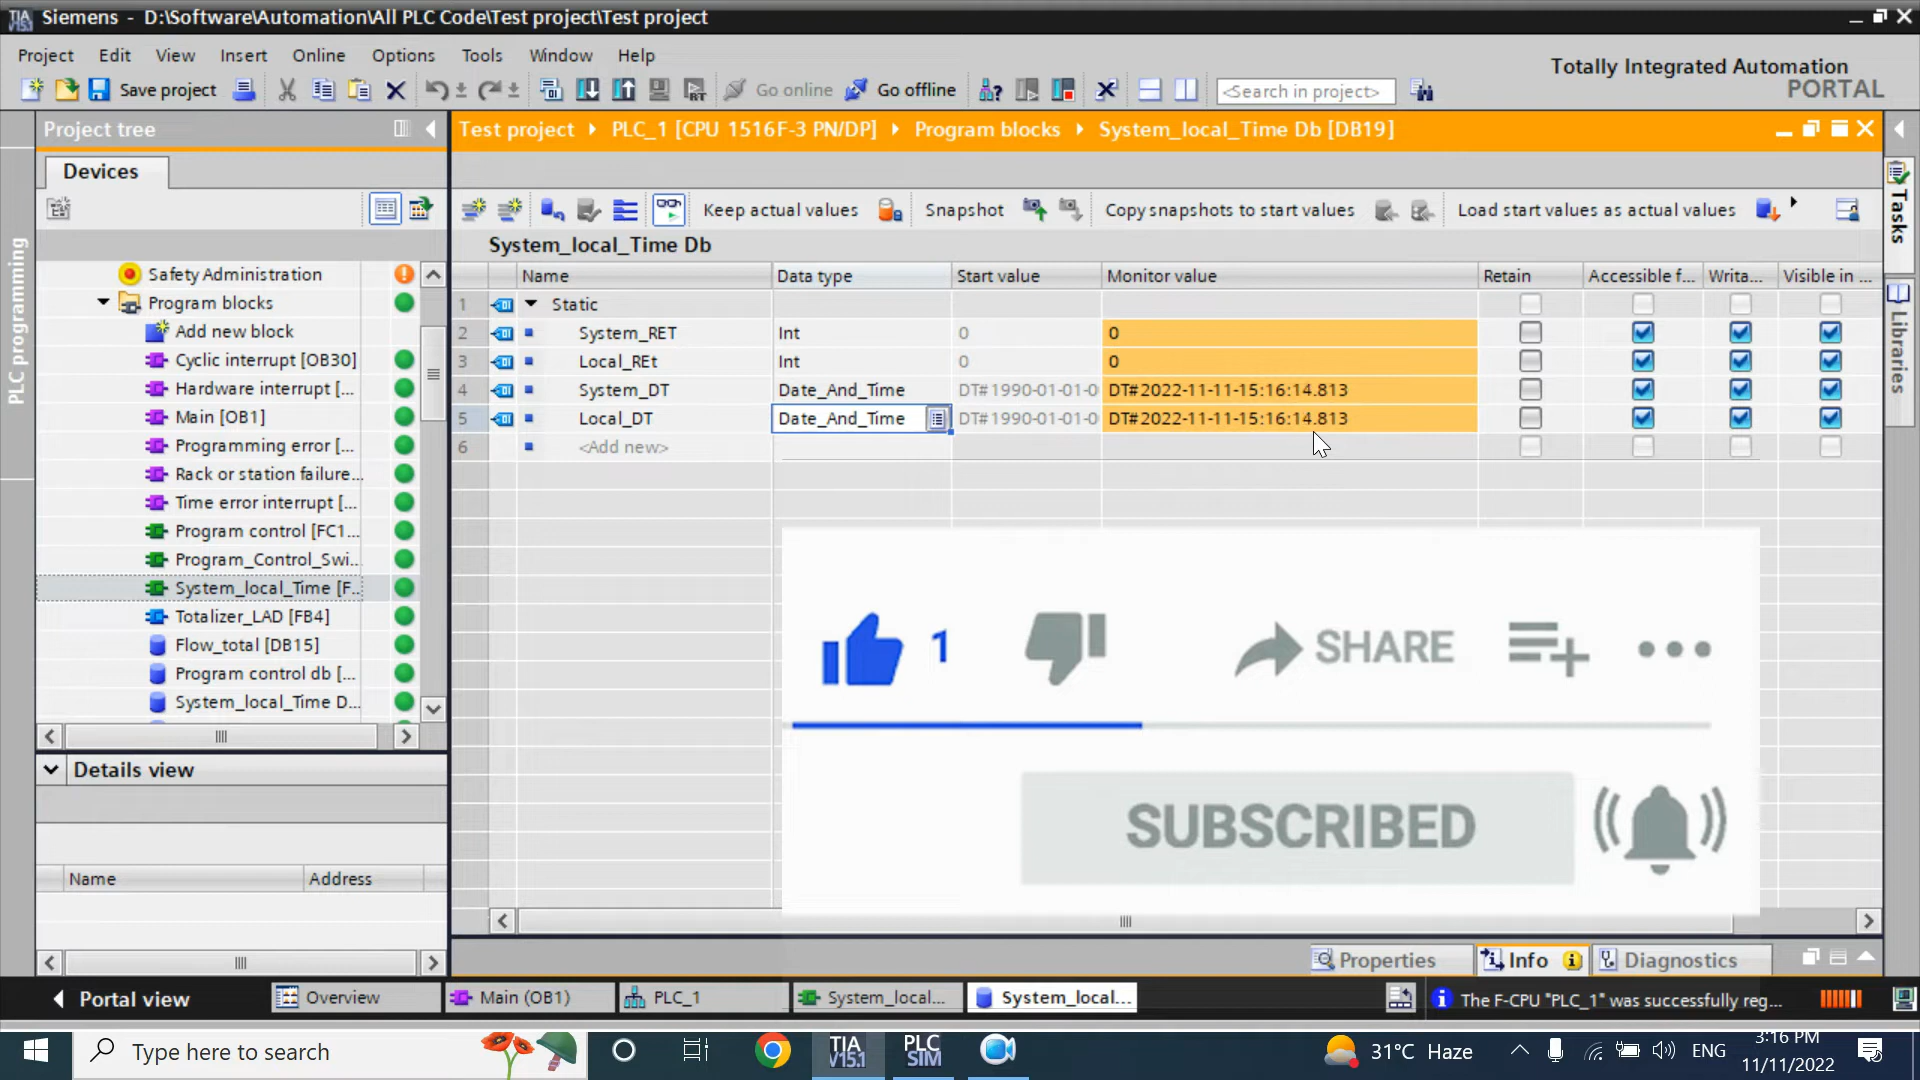 TIA V15.1 Siemens - D:\Software\Automation\All PLC Code\Test project\Test project
Project Edit View Insert Online Options Tools Window Help
Totally Integrated Automation
PORTAL
Save project Go online Go offline <Search in project>
Project tree
Test project PLC_1 [CPU 1516F-3 PN/DP] Program blocks System_local_Time Db [DB19]
Devices
Keep actual values Snapshot Copy snapshots to start values Load start values as actual values
System_local_Time Db
Name Data type Start value Monitor value Retain Accessible f... Writa... Visible in ...
1 Static
2 System_RET Int 0 0
3 Local_REt Int 0 0
4 System_DT Date_And_Time DT#1990-01-01-0 DT#2022-11-11-15:16:14.813
5 Local_DT Date_And_Time DT#1990-01-01-0 DT#2022-11-11-15:16:14.813
6 <Add new>
PLC programming
Safety Administration
Program blocks
Add new block
Cyclic interrupt [OB30]
Hardware interrupt [...
Main [OB1]
Programming error [...
Rack or station failure...
Time error interrupt [...
Program control [FC1...
Program_Control_Swi...
System_local_Time [F...
Totalizer_LAD [FB4]
Flow_total [DB15]
Program control db [...
System_local_Time D...
Details view
Name Address
1 SHARE
SUBSCRIBED
Tasks
Libraries
Properties Info Diagnostics
Portal view Overview Main (OB1) PLC_1 System_local... System_local... The F-CPU "PLC_1" was successfully reg...
Type here to search TIA V15.1 PLC SIM 31°C Haze ENG 3:16 PM
11/11/2022